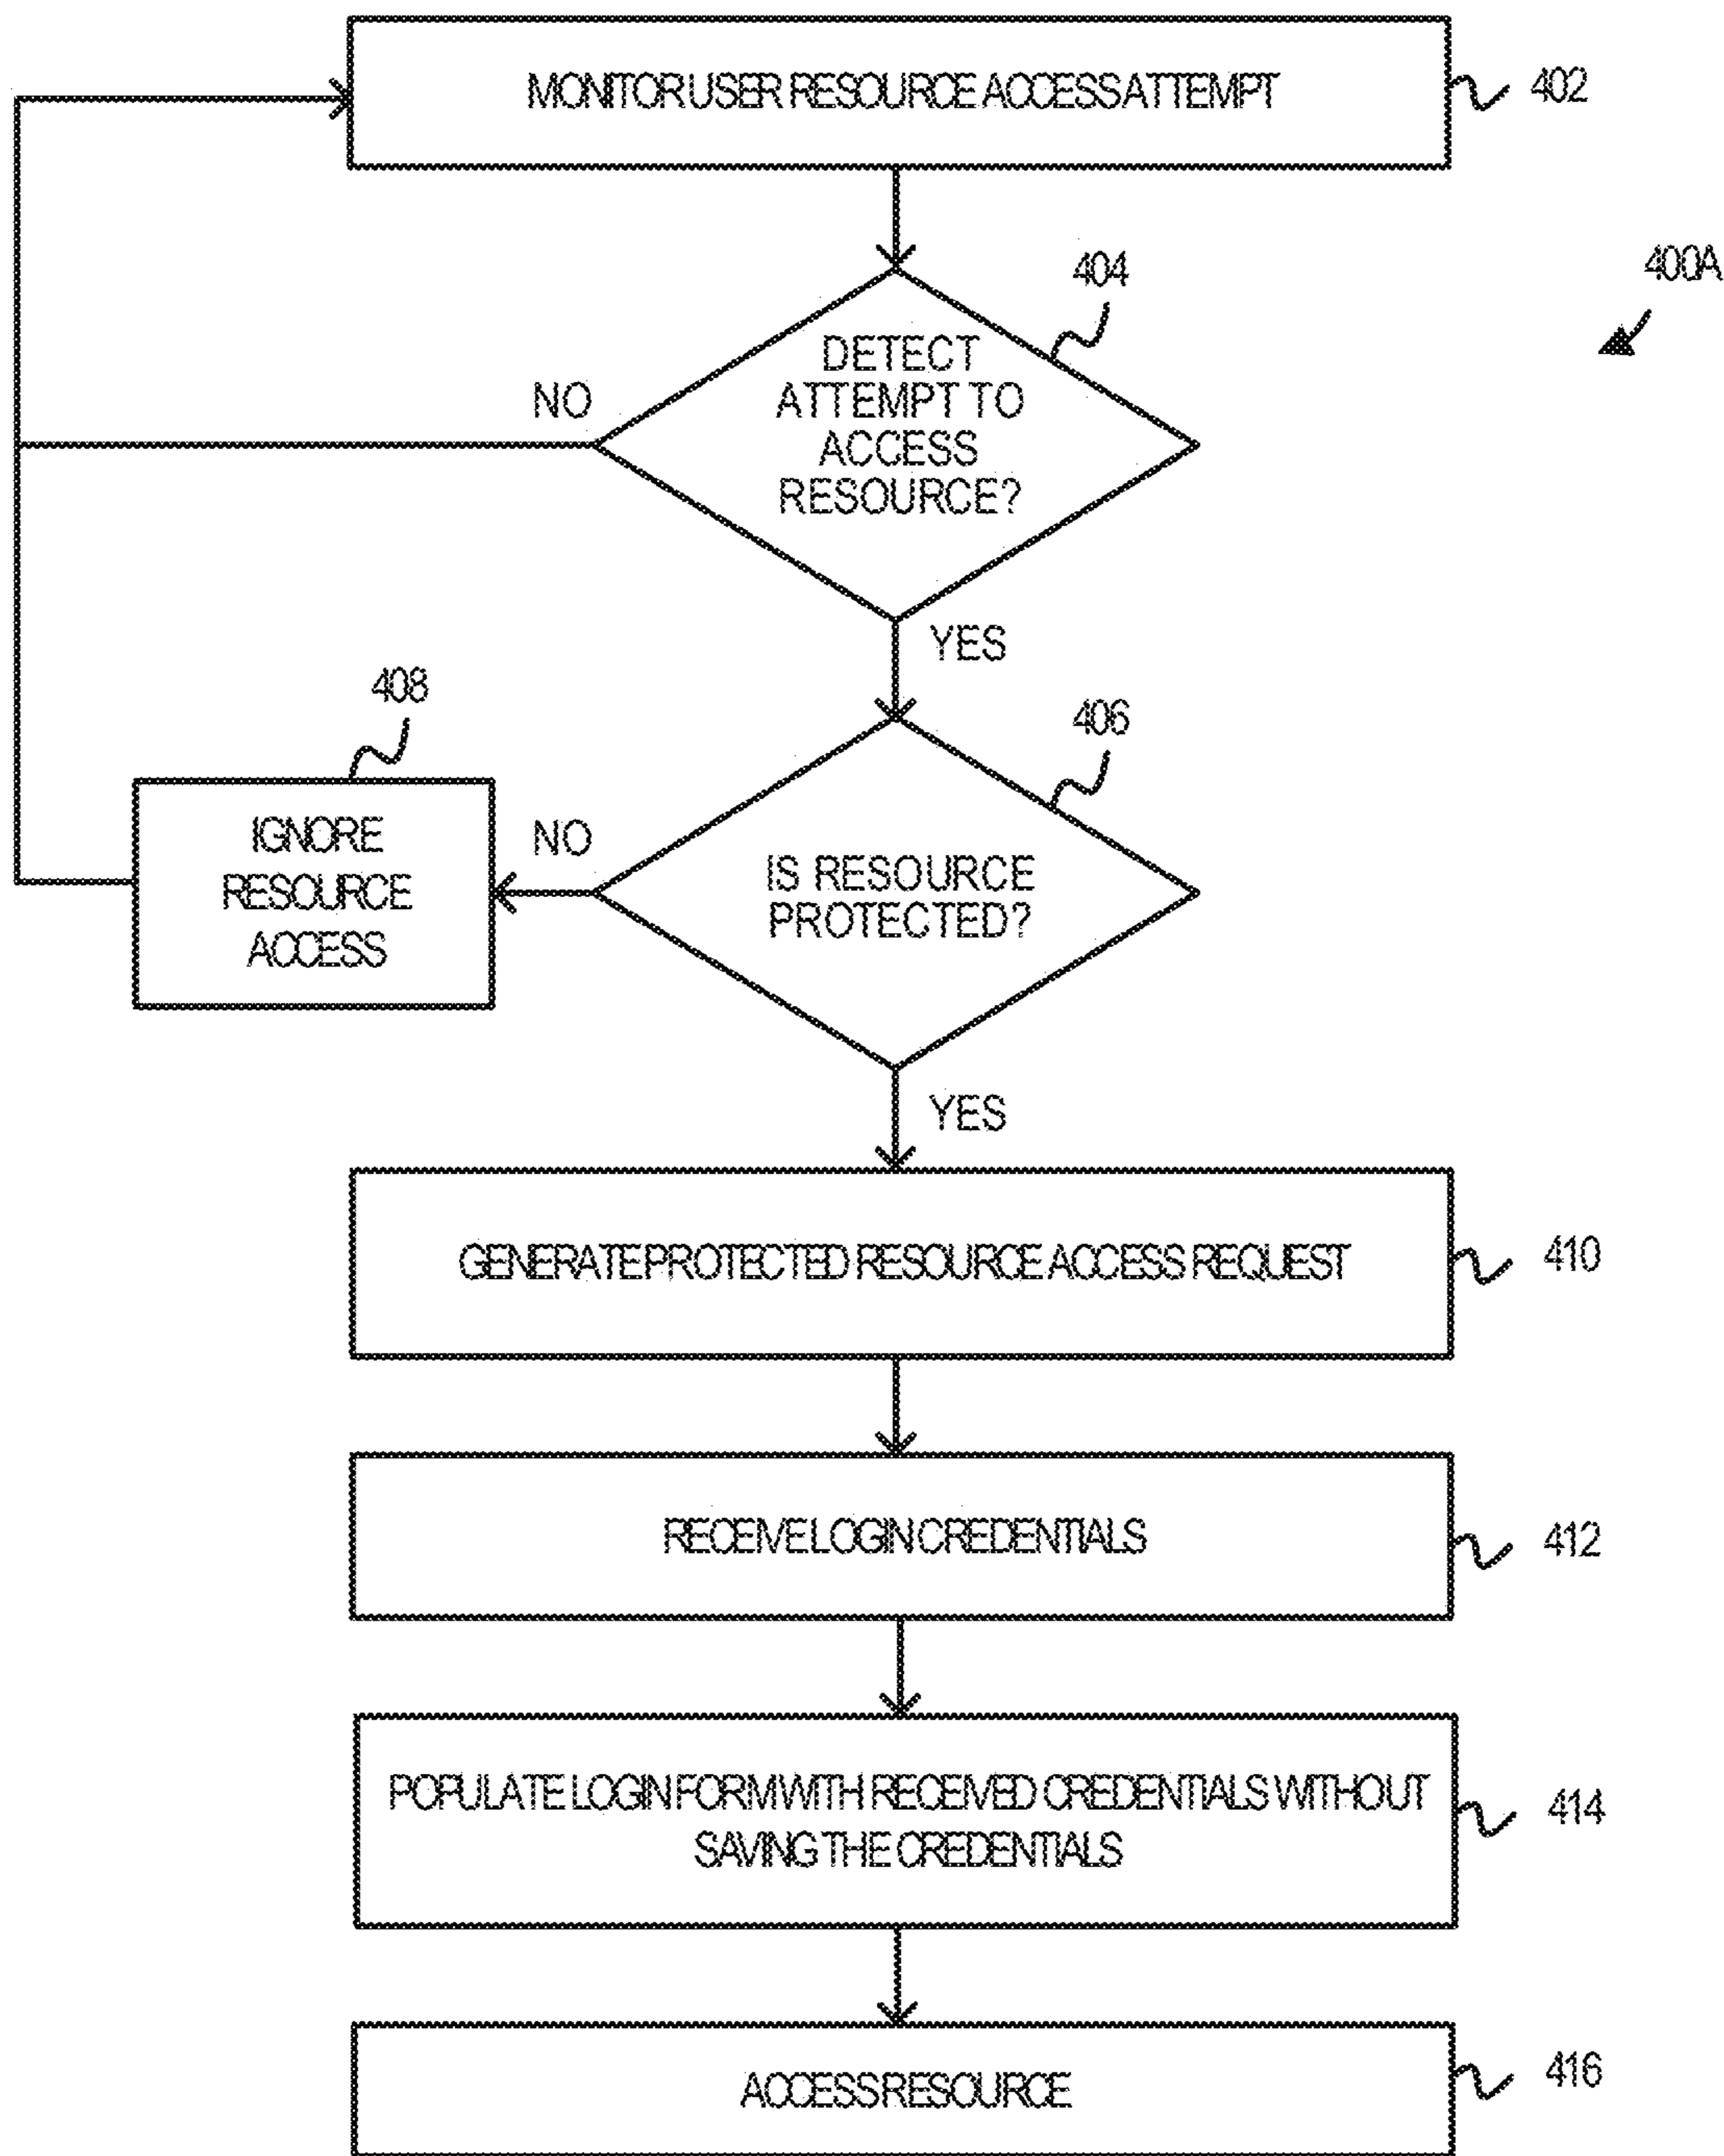 MONITOR USER RESOURCE ACCESS ATTEMPT
402
400A
404
DETECT
ATTEMPT TO
ACCESS
RESOURCE?
NO
YES
408
406
IGNORE
RESOURCE
ACCESS
NO
IS RESOURCE
PROTECTED?
YES
GENERATE PROTECTED RESOURCE ACCESS REQUEST
410
RECEIVE LOGIN CREDENTIALS
412
POPULATE LOGIN FORM WITH RECEIVED CREDENTIALS WITHOUT
SAVING THE CREDENTIALS
414
ACCESS RESOURCE
416